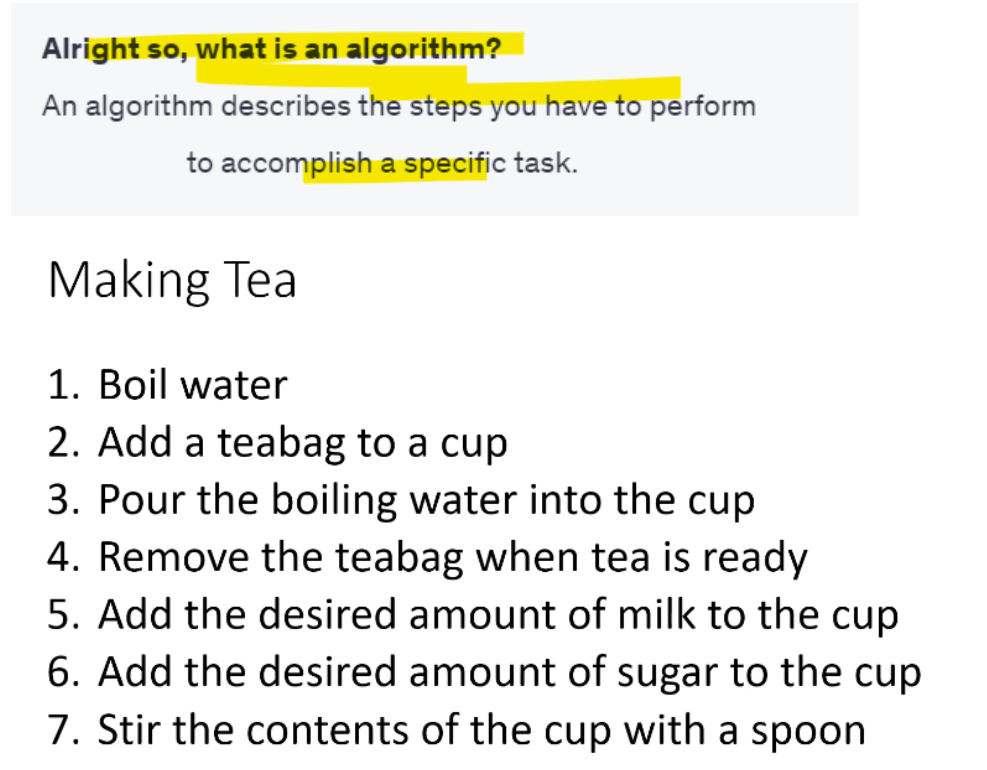 Alright so, what is an algorithm?
An algorithm describes the steps you have to perform
to accomplish a specific task.
Making Tea
1. Boil water
2. Add a teabag to a cup
3. Pour the boiling water into the cup
4. Remove the teabag when tea is ready
5. Add the desired amount of milk to the cup
6. Add the desired amount of sugar to the cup
7. Stir the contents of the cup with a spoon